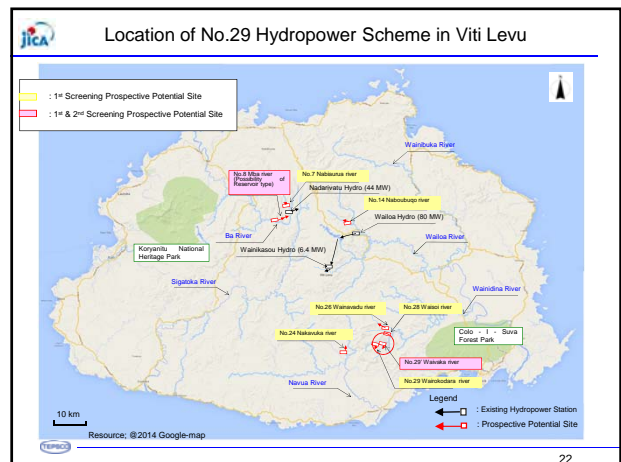 jica
Location of No.29 Hydropower Scheme in Viti Levu
: 1st Screening Prospective Potential Site
: 1st & 2nd Screening Prospective Potential Site
Wainibuka River
No.8 Mba river
(Possibility of
Reservoir type)
No.7 Nabiaurua river
Nadarivatu Hydro (44 MW)
No.14 Naboubuqo river
Wailoa Hydro (80 MW)
Ba River
Wailoa River
Koryanitu National
Heritage Park
Wainikasou Hydro (6.4 MW)
Sigatoka River
Wainidina River
No.26 Wainavadu river
No.28 Waisoi river
No.24 Nakavuka river
Colo - I - Suva
Forest Park
No.29' Waivaka river
No.29 Wairokodara river
Navua River
Legend
: Existing Hydropower Station
: Prospective Potential Site
10 km
Resource; @2014 Google-map
TEPSCO
22